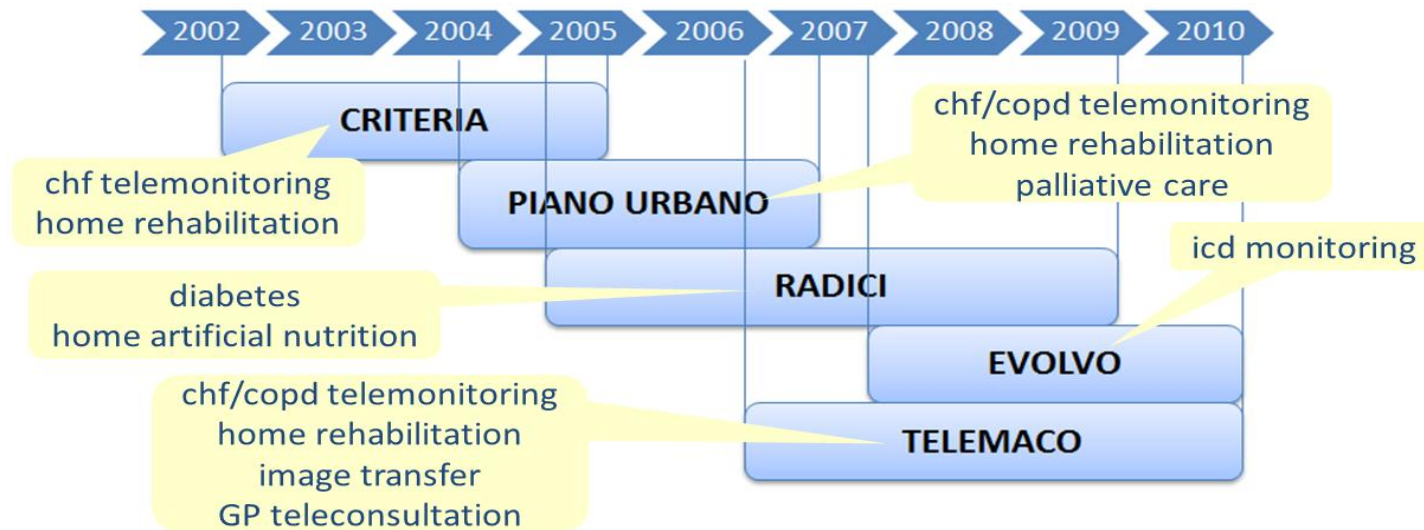 2002 2003 2004 2005 2006 2007 2008 2009 2010
CRITERIA
chf telemonitoring
home rehabilitation
chf/copd telemonitoring
home rehabilitation
palliative care
PIANO URBANO
icd monitoring
diabetes
home artificial nutrition
RADICI
EVOLVO
chf/copd telemonitoring
home rehabilitation
image transfer
GP teleconsultation
TELEMACO